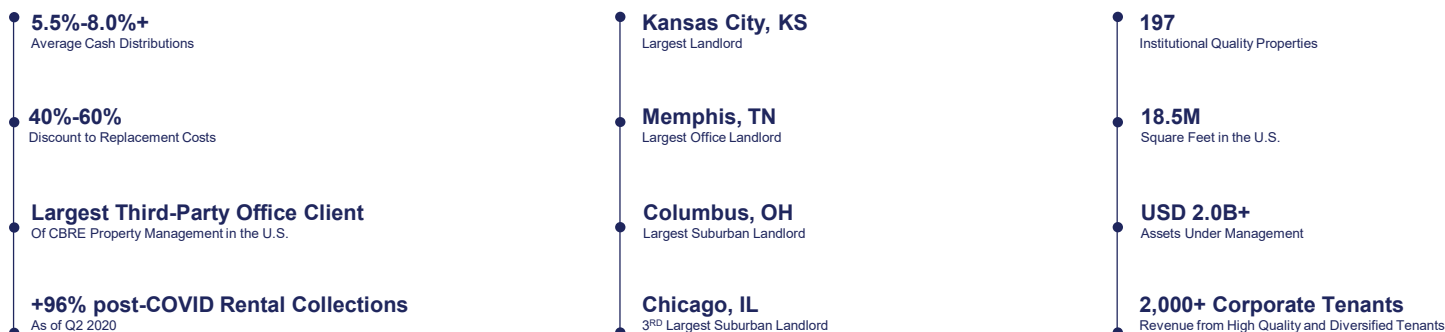 5.5%-8.0%+
Average Cash Distributions
40%-60%
Discount to Replacement Costs
Largest Third-Party Office Client
Of CBRE Property Management in the U.S.
+96% post-COVID Rental Collections
As of Q2 2020
Kansas City, KS
Largest Landlord
Memphis, TN
Largest Office Landlord
Columbus, OH
Largest Suburban Landlord
Chicago, IL
3RD Largest Suburban Landlord
197
Institutional Quality Properties
18.5M
Square Feet in the U.S.
USD 2.0B+
Assets Under Management
2,000+ Corporate Tenants
Revenue from High Quality and Diversified Tenants